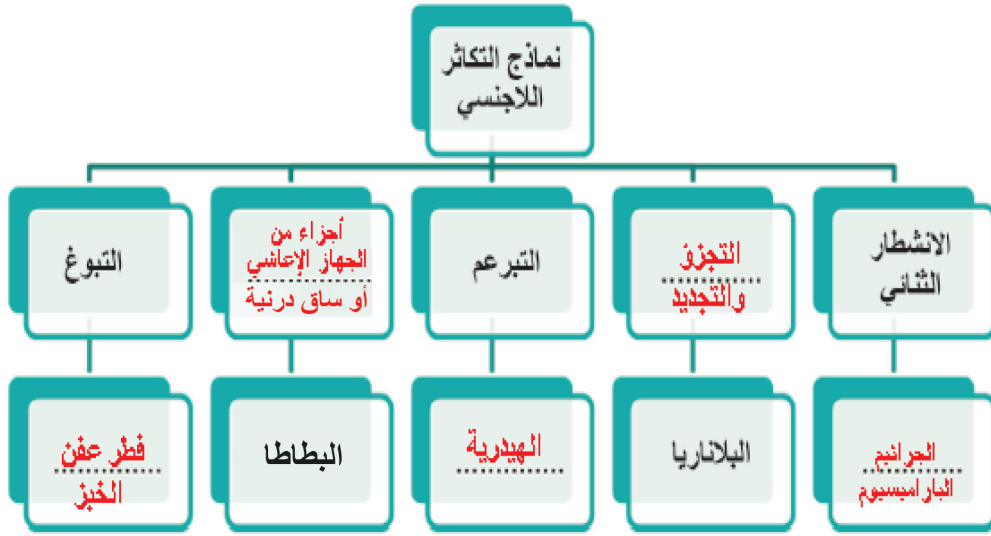 نماذج التكاثر
اللاجنسي
الانشطار
الثنائي
التجزؤ
والتجديد
التبرعم
أجزاء من
الجهاز الإعاشي
أو ساق درنية
التبوغ
الجراثيم
الباراميسيوم
البلاناريا
الهيدرية
البطاطا
فطر عفن
الخبز